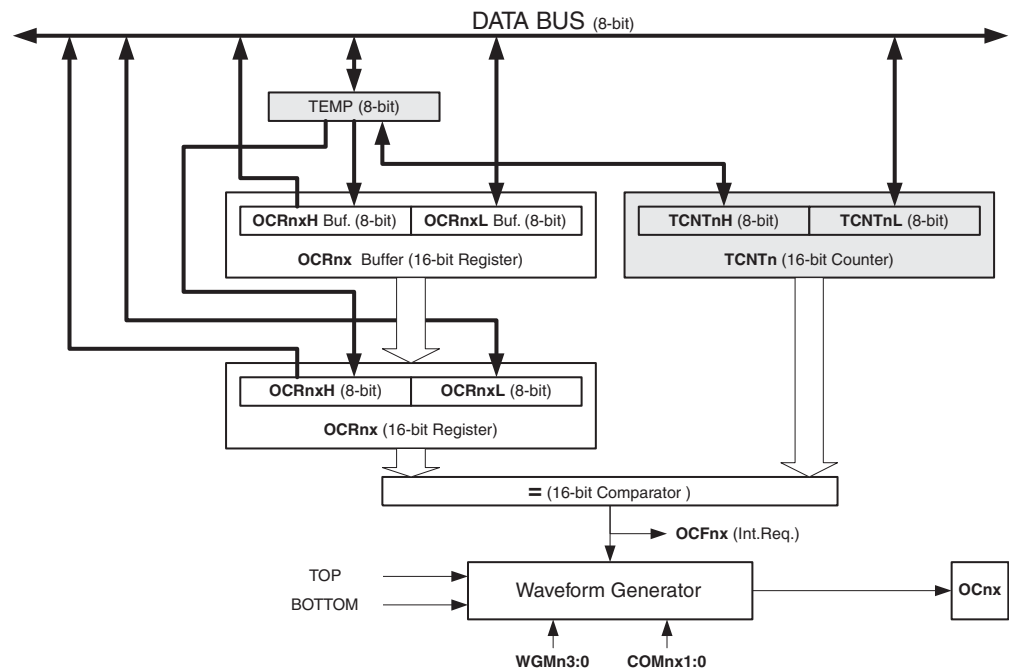 DATA BUS (8-bit)
TEMP (8-bit)
OCRnxH Buf. (8-bit) OCRnxL Buf. (8-bit)
OCRnx Buffer (16-bit Register)
TCNTnH (8-bit) TCNTnL (8-bit)
TCNTn (16-bit Counter)
OCRnxH (8-bit) OCRnxL (8-bit)
OCRnx (16-bit Register)
= (16-bit Comparator )
OCFnx (Int.Req.)
TOP
BOTTOM
Waveform Generator
OCnx
WGMn3:0 COMnx1:0